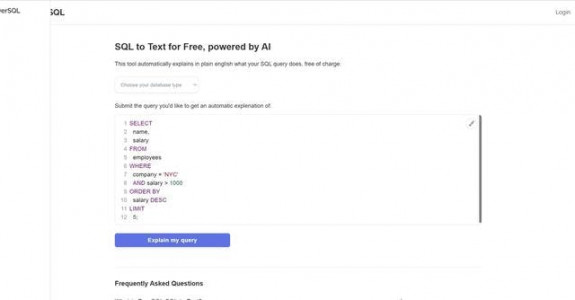 verSQL
SQL
Login
SQL to Text for Free, powered by AI
This tool automatically explains in plain english what your SQL query does, free of charge
Choose your database type
Submit the query you'd like to get an automatic explenation of:
1 SELECT
2 name,
3 salary
4 FROM
5 employees
6 WHERE
7 company = 'NYC'
8 AND salary > 1000
9 ORDER BY
10 salary DESC
11 LIMIT
12 5;
Explain my query
Frequently Asked Questions